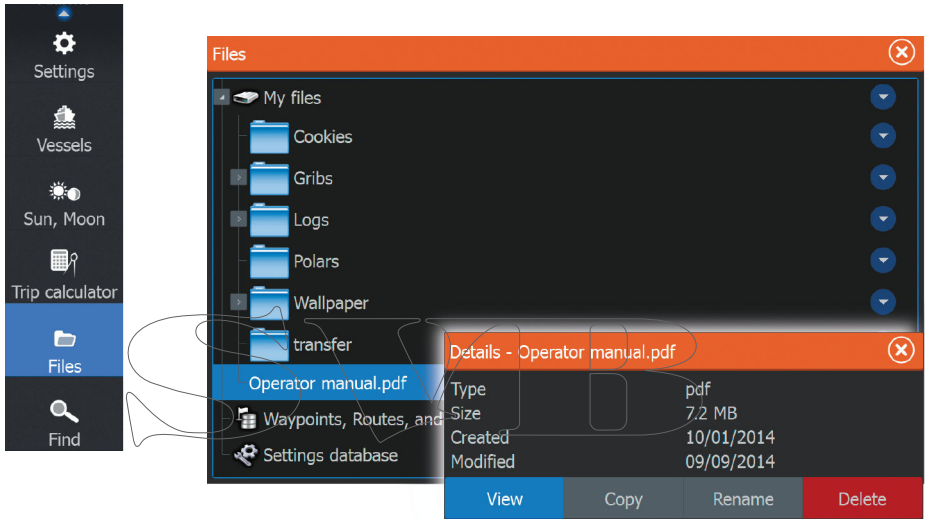 Settings
Vessels
Sun, Moon
Trip calculator
Files
Find
Files
My files
Cookies
Gribs
Logs
Polars
Wallpaper
transfer
Operator manual.pdf
Waypoints, Routes, and
Settings database
Details - Operator manual.pdf
Type pdf
Size 7.2 MB
Created 10/01/2014
Modified 09/09/2014
View Copy Rename Delete
SVB